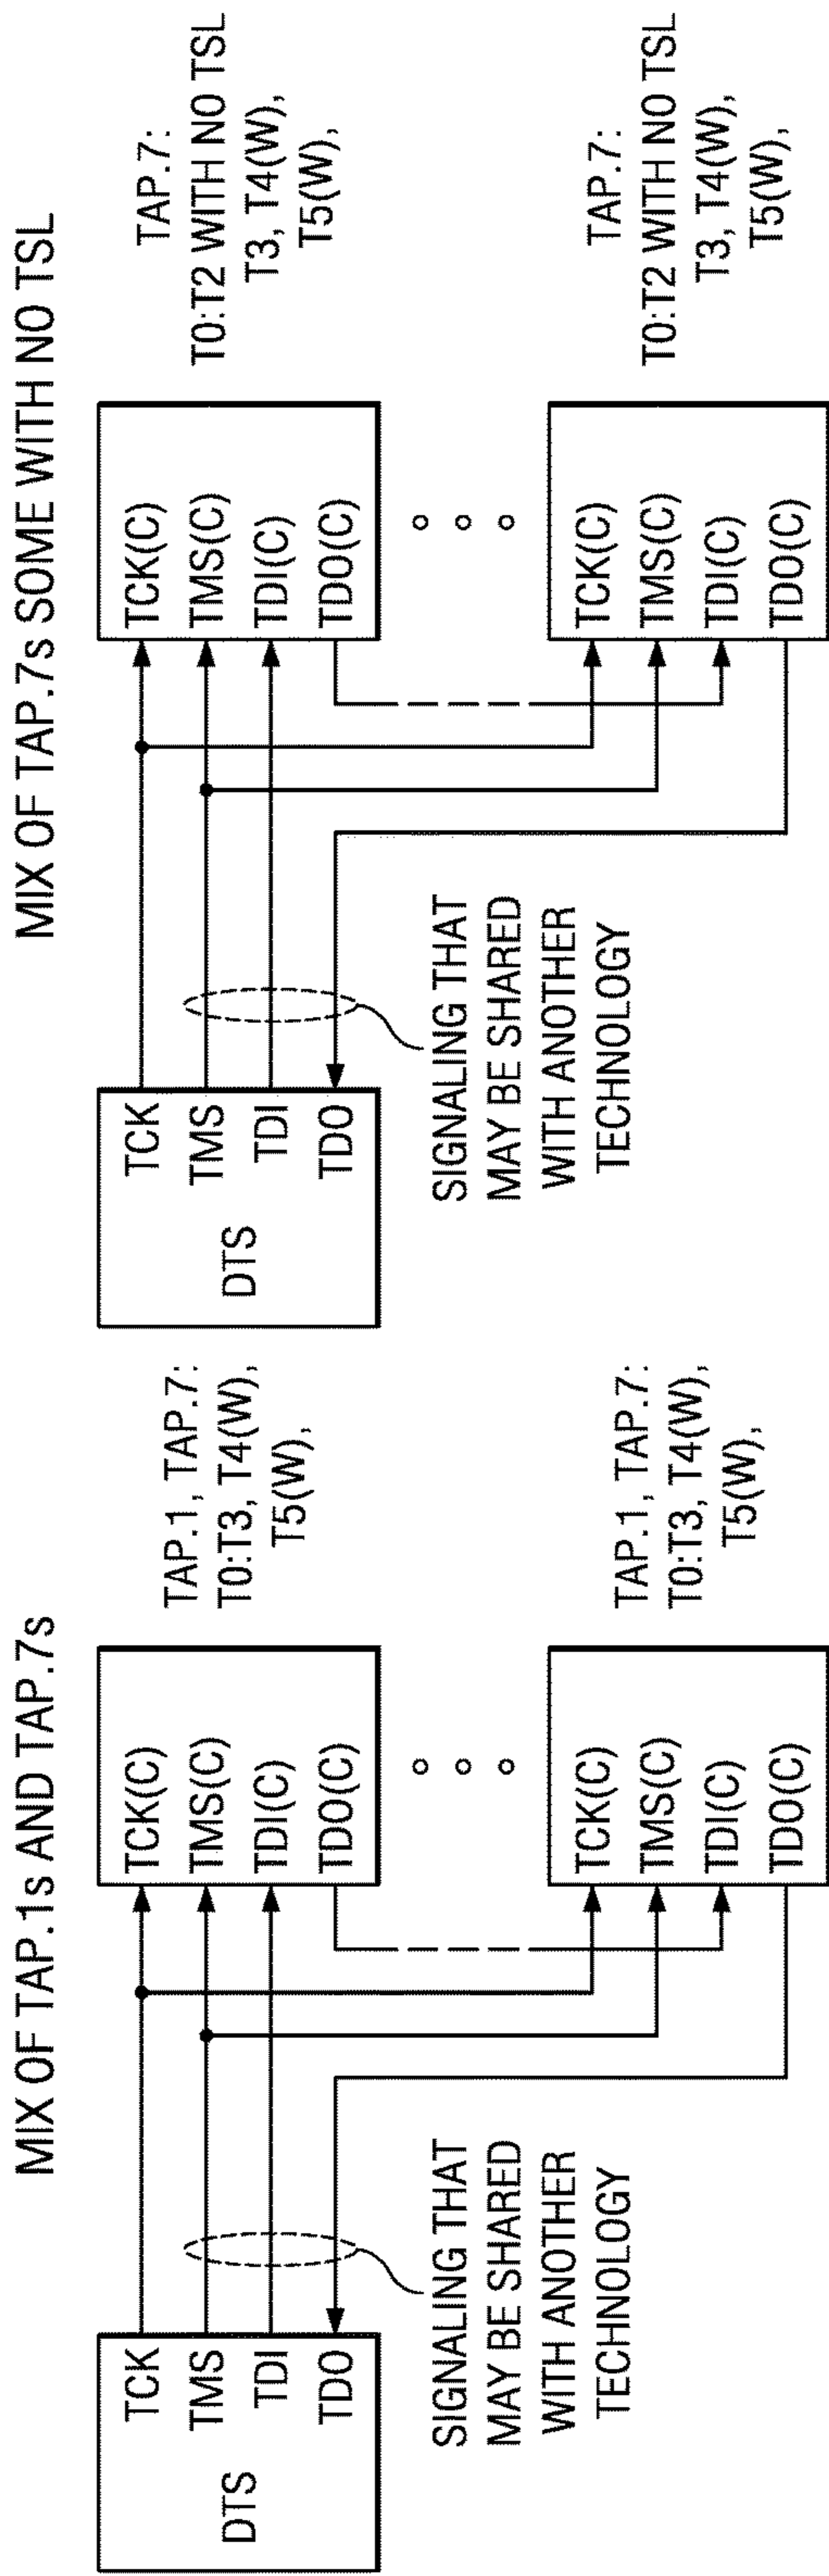 MIX OF TAP.1s AND TAP.7s
DTS
TCK
TMS
TDI
TDO
SIGNALING THAT
MAY BE SHARED
WITH ANOTHER
TECHNOLOGY
TCK(C)
TMS(C)
TDI(C)
TDO(C)
TAP.1, TAP.7:
T0:T3, T4(W),
T5(W),
TCK(C)
TMS(C)
TDI(C)
TDO(C)
TAP.1, TAP.7:
T0:T3, T4(W),
T5(W),
MIX OF TAP.7s SOME WITH NO TSL
DTS
TCK
TMS
TDI
TDO
SIGNALING THAT
MAY BE SHARED
WITH ANOTHER
TECHNOLOGY
TCK(C)
TMS(C)
TDI(C)
TDO(C)
TAP.7:
T0:T2 WITH NO TSL
T3, T4(W),
T5(W),
TCK(C)
TMS(C)
TDI(C)
TDO(C)
TAP.7:
T0:T2 WITH NO TSL
T3, T4(W),
T5(W),